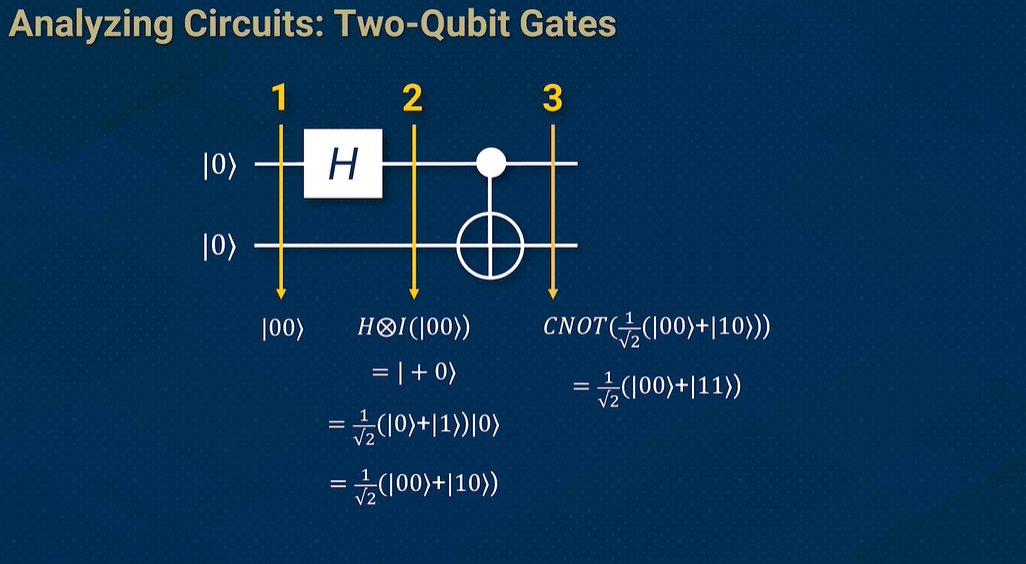 Analyzing Circuits: Two-Qubit Gates
1 2 3
|0⟩ H
|0⟩
|00⟩ H⊗I(|00⟩) CNOT(1/√2(|00⟩+|10⟩))
= | + 0⟩
= 1/√2(|00⟩+|11⟩)
= 1/√2(|0⟩+|1⟩)|0⟩
= 1/√2(|00⟩+|10⟩)